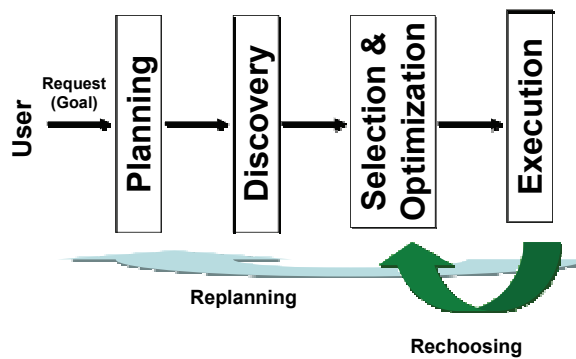 User
Request
(Goal)
Planning
Discovery
Selection &
Optimization
Execution
Replanning
Rechoosing